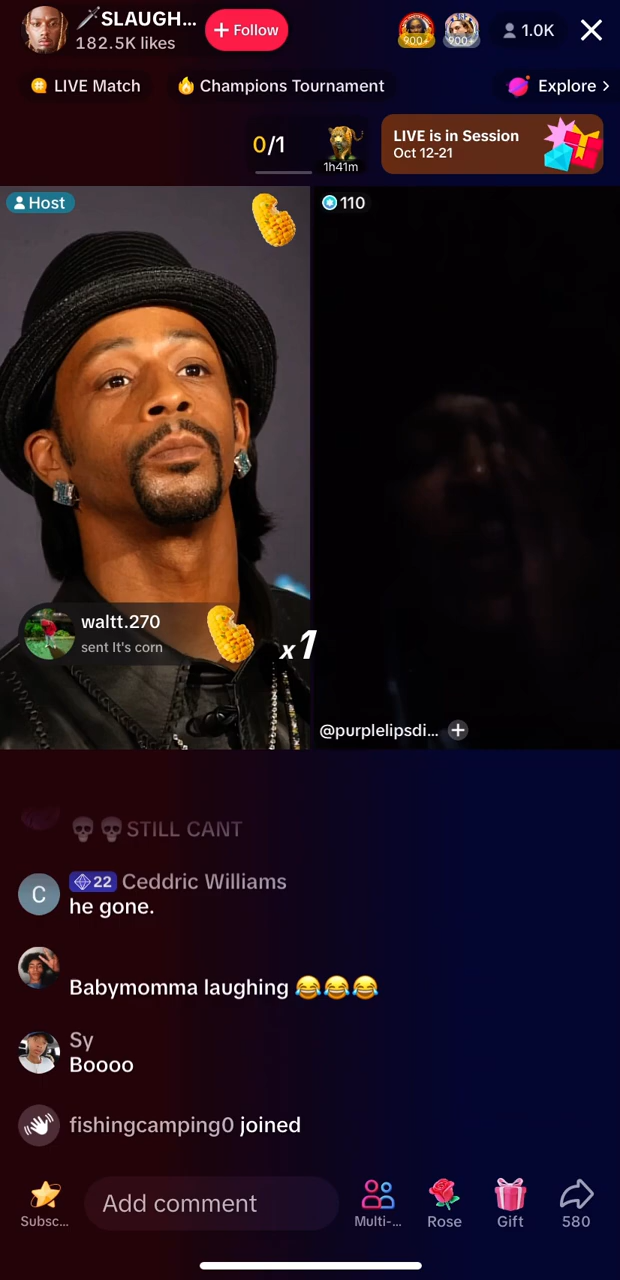 SLAUGH...
182.5K likes
+ Follow
900+
900+
1.0K
LIVE Match
Champions Tournament
Explore >
0/1
1h41m
LIVE is in Session
Oct 12-21
Host
110
waltt.270
sent It's corn
x1
@purplelipsdi...
💀💀STILL CANT
C
22 Ceddric Williams
he gone.
Babymomma laughing 😂😂😂
Sy
Boooo
fishingcamping0 joined
Add comment
Subsc...
Multi-...
Rose
Gift
580